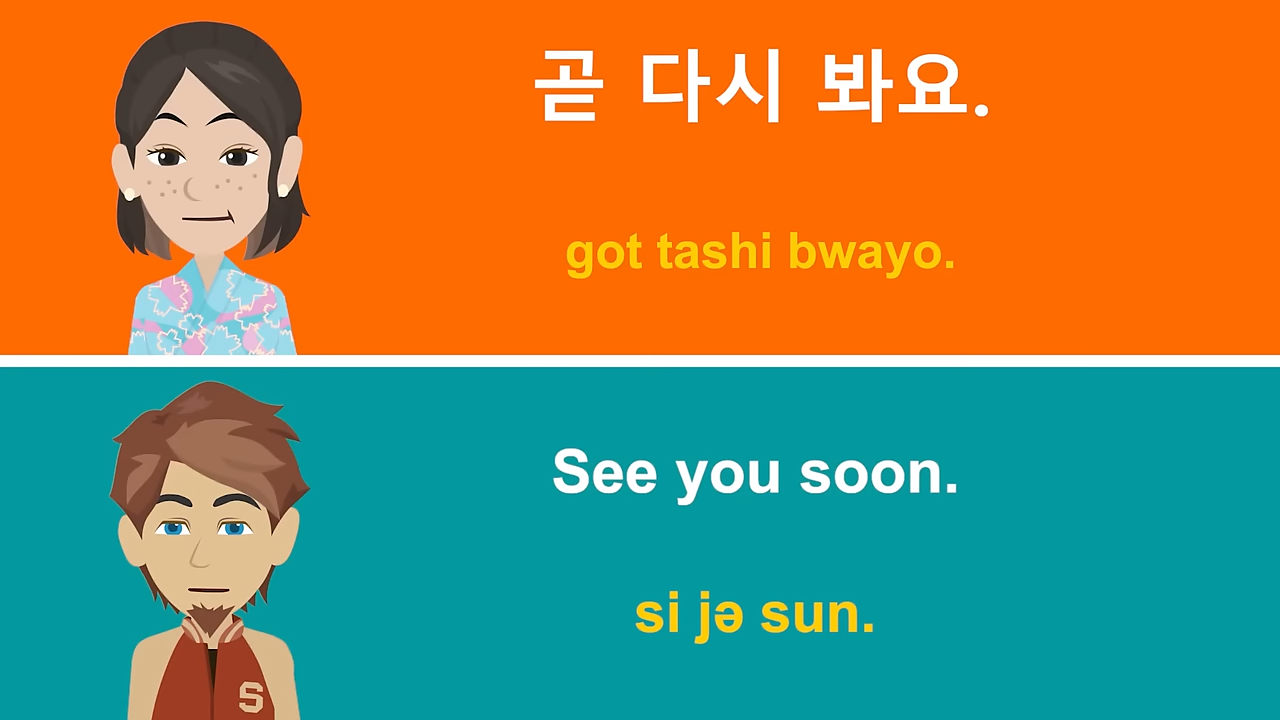 곧 다시 봐요.
got tashi bwayo.
See you soon.
si jə sun.
S